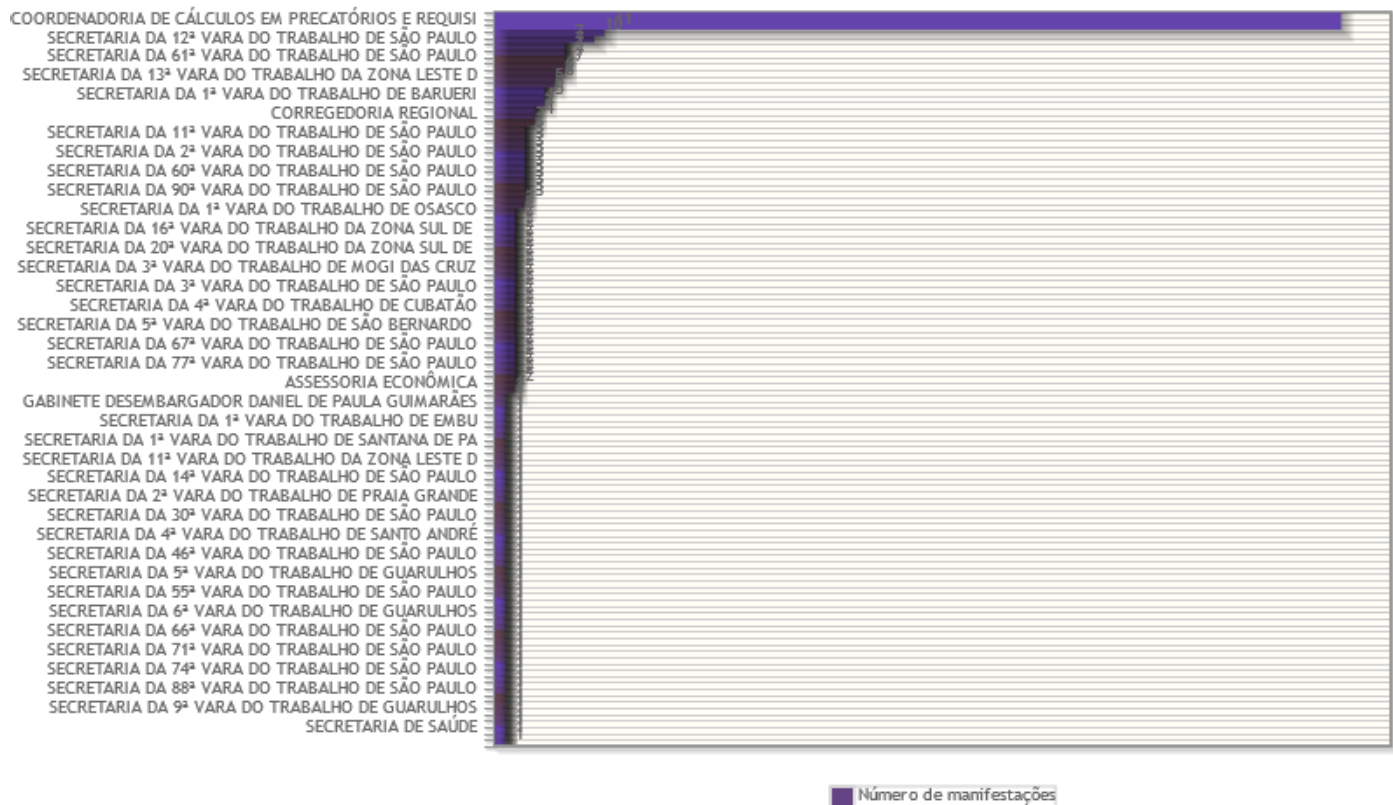 COORDENADORIA DE CÁLCULOS EM PRECATÓRIOS E REQUISI
SECRETARIA DA 12ª VARA DO TRABALHO DE SÃO PAULO
SECRETARIA DA 61ª VARA DO TRABALHO DE SÃO PAULO
SECRETARIA DA 13ª VARA DO TRABALHO DA ZONA LESTE D
SECRETARIA DA 1ª VARA DO TRABALHO DE BARUERI
CORREGEDORIA REGIONAL
SECRETARIA DA 11ª VARA DO TRABALHO DE SÃO PAULO
SECRETARIA DA 2ª VARA DO TRABALHO DE SÃO PAULO
SECRETARIA DA 60ª VARA DO TRABALHO DE SÃO PAULO
SECRETARIA DA 90ª VARA DO TRABALHO DE SÃO PAULO
SECRETARIA DA 1ª VARA DO TRABALHO DE OSASCO
SECRETARIA DA 16ª VARA DO TRABALHO DA ZONA SUL DE
SECRETARIA DA 20ª VARA DO TRABALHO DA ZONA SUL DE
SECRETARIA DA 3ª VARA DO TRABALHO DE MOGI DAS CRUZ
SECRETARIA DA 3ª VARA DO TRABALHO DE SÃO PAULO
SECRETARIA DA 4ª VARA DO TRABALHO DE CUBATÃO
SECRETARIA DA 5ª VARA DO TRABALHO DE SÃO BERNARDO
SECRETARIA DA 67ª VARA DO TRABALHO DE SÃO PAULO
SECRETARIA DA 77ª VARA DO TRABALHO DE SÃO PAULO
ASSESSORIA ECONÔMICA
GABINETE DESEMBARGADOR DANIEL DE PAULA GUIMARÃES
SECRETARIA DA 1ª VARA DO TRABALHO DE EMBU
SECRETARIA DA 1ª VARA DO TRABALHO DE SANTANA DE PA
SECRETARIA DA 11ª VARA DO TRABALHO DA ZONA LESTE D
SECRETARIA DA 14ª VARA DO TRABALHO DE SÃO PAULO
SECRETARIA DA 2ª VARA DO TRABALHO DE PRAIA GRANDE
SECRETARIA DA 30ª VARA DO TRABALHO DE SÃO PAULO
SECRETARIA DA 4ª VARA DO TRABALHO DE SANTO ANDRÉ
SECRETARIA DA 46ª VARA DO TRABALHO DE SÃO PAULO
SECRETARIA DA 5ª VARA DO TRABALHO DE GUARULHOS
SECRETARIA DA 55ª VARA DO TRABALHO DE SÃO PAULO
SECRETARIA DA 6ª VARA DO TRABALHO DE GUARULHOS
SECRETARIA DA 66ª VARA DO TRABALHO DE SÃO PAULO
SECRETARIA DA 71ª VARA DO TRABALHO DE SÃO PAULO
SECRETARIA DA 74ª VARA DO TRABALHO DE SÃO PAULO
SECRETARIA DA 88ª VARA DO TRABALHO DE SÃO PAULO
SECRETARIA DA 9ª VARA DO TRABALHO DE GUARULHOS
SECRETARIA DE SAÚDE
Número de manifestações